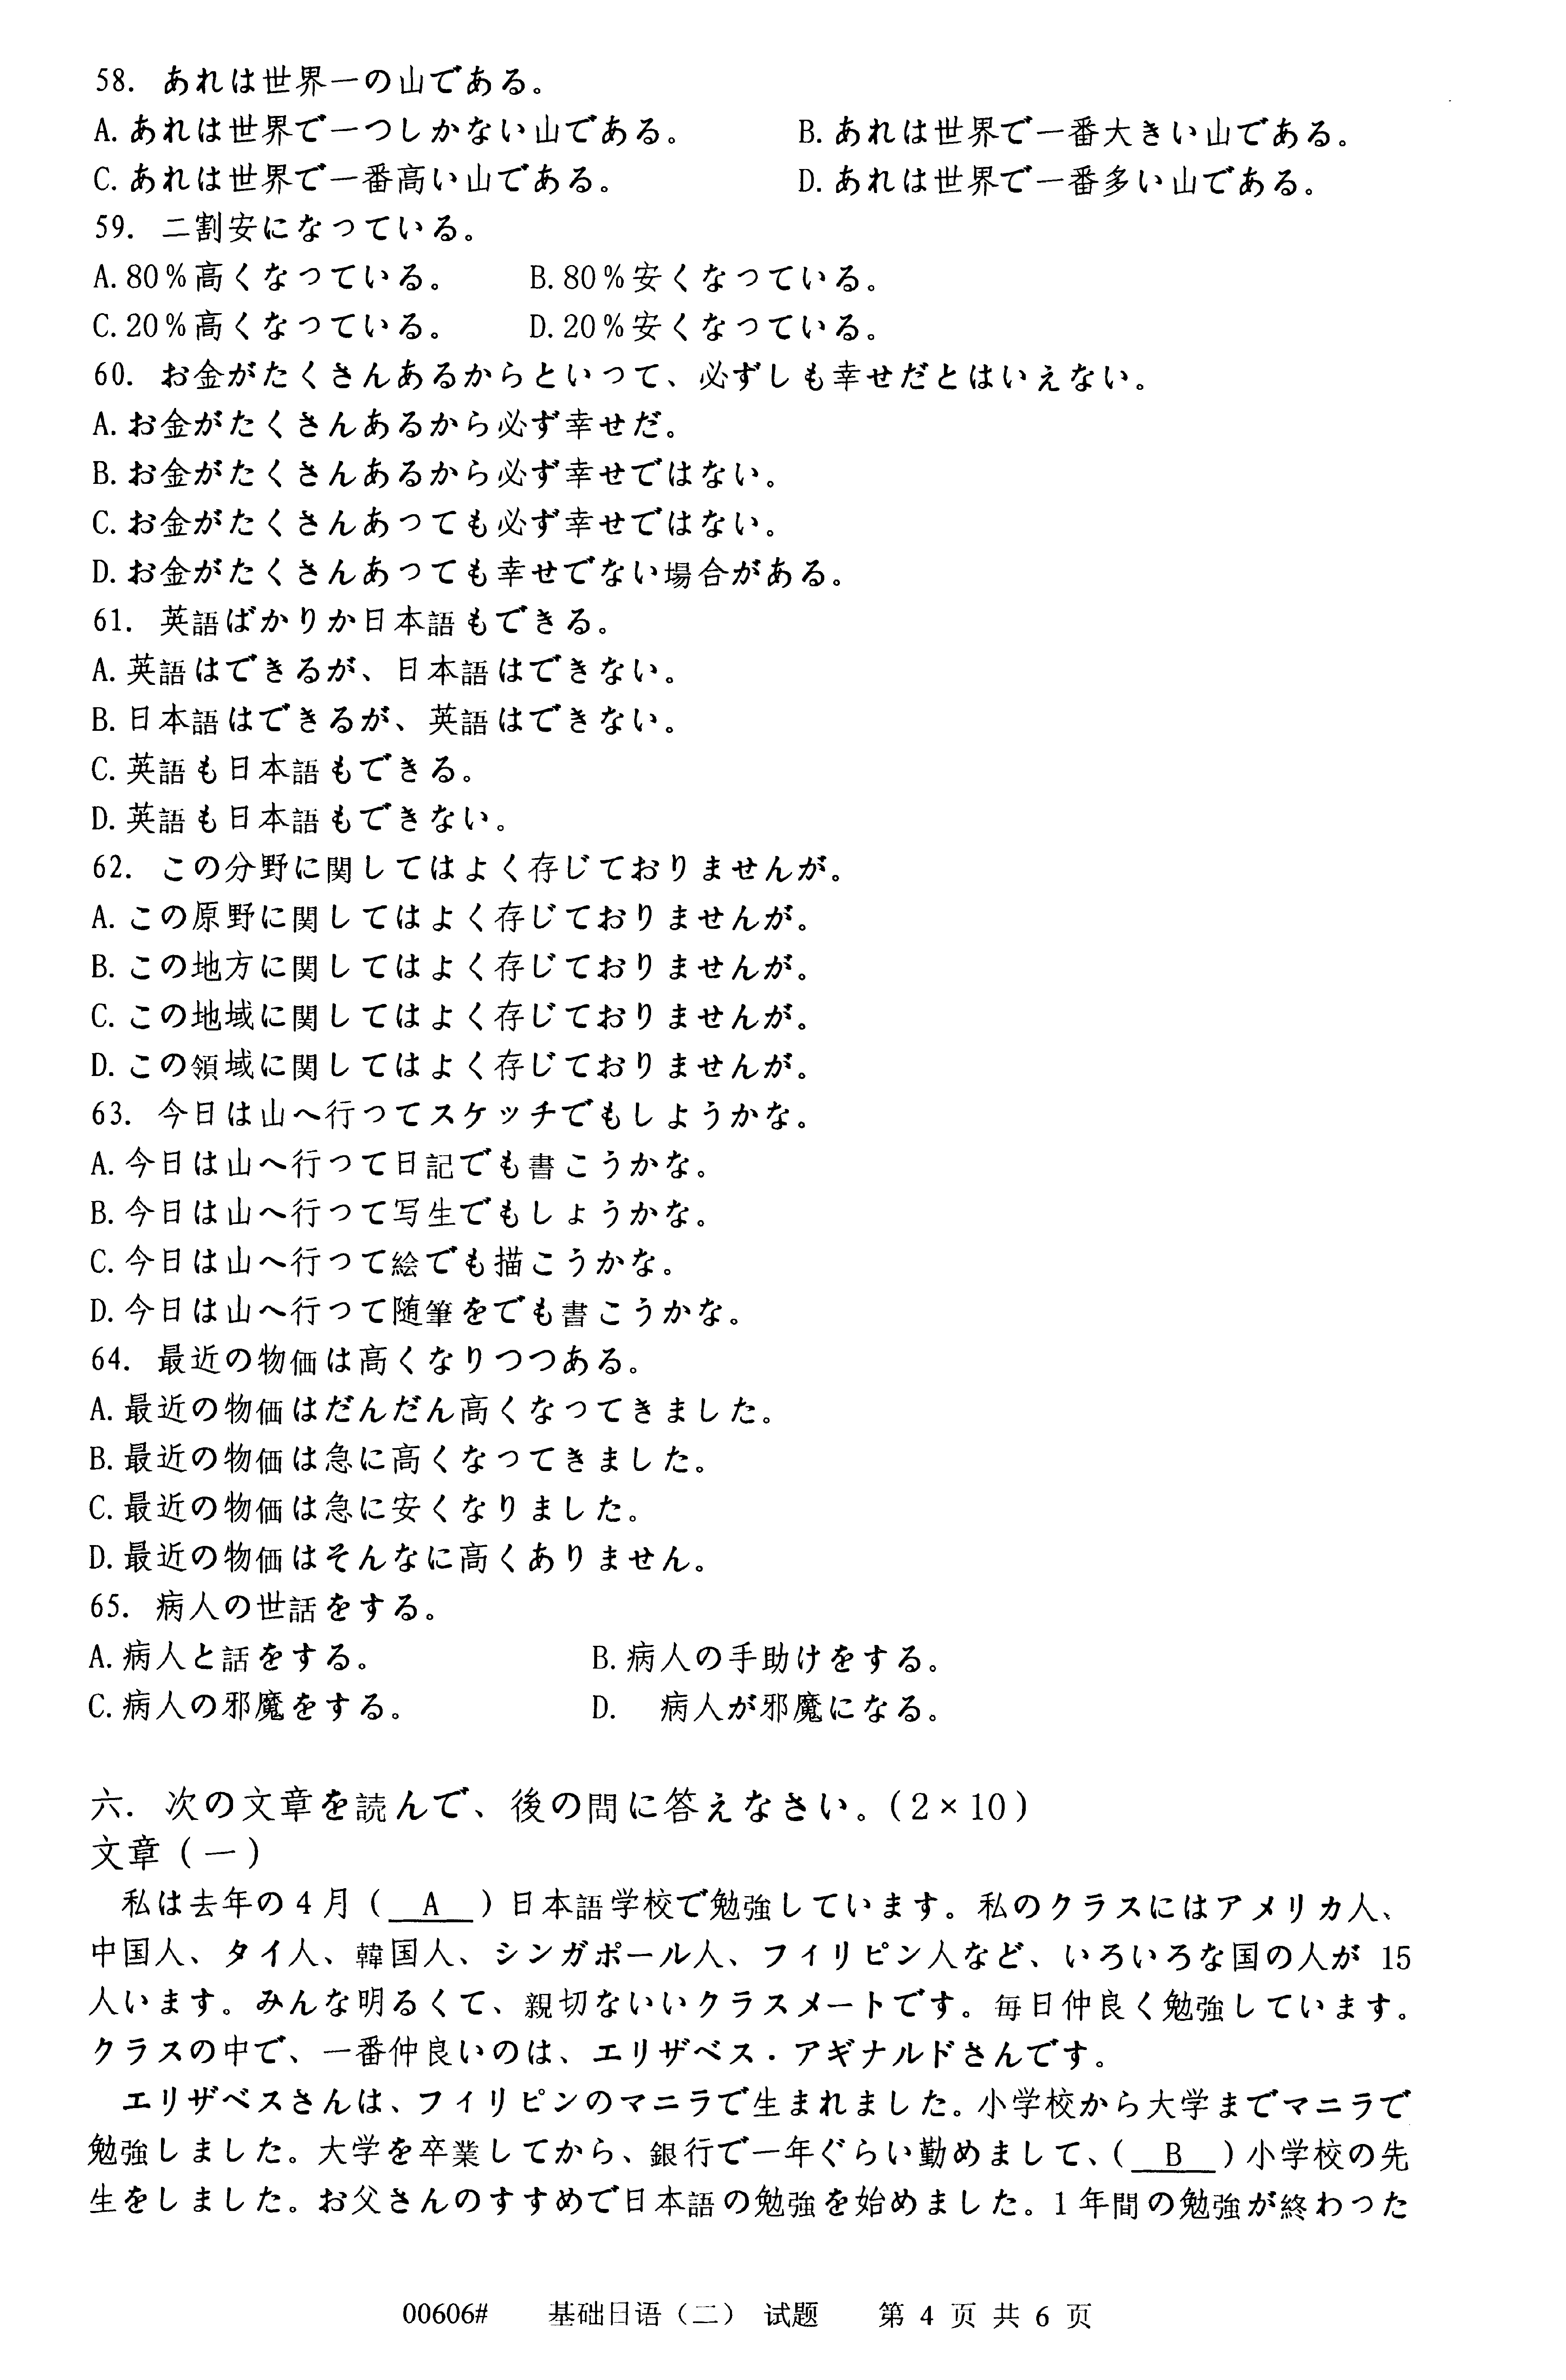 58. あれは世界一の山である。
A.あれは世界で一つしかない山である。 B.あれは世界で一番大きい山である。
C.あれは世界で一番高い山である。 D.あれは世界で一番多い山である。
59. 二割安になっている。
A.80%高くなっている。 B.80%安くなっている。
C.20%高くなっている。 D.20%安くなっている。
60. お金がたくさんあるからといって、必ずしも幸せだとはいえない。
A.お金がたくさんあるから必ず幸せだ。
B.お金がたくさんあるから必ず幸せではない。
C.お金がたくさんあっても必ず幸せではない。
D.お金がたくさんあっても幸せでない場合がある。
61. 英語ばかりか日本語もできる。
A.英語はできるが、日本語はできない。
B.日本語はできるが、英語はできない。
C.英語も日本語もできる。
D.英語も日本語もできない。
62. この分野に関してはよく存じておりませんが。
A.この原野に関してはよく存じておりませんが。
B.この地方に関してはよく存じておりませんが。
C.この地域に関してはよく存じておりませんが。
D.この領域に関してはよく存じておりませんが。
63. 今日は山へ行ってスケッチでもしようかな。
A.今日は山へ行って日記でも書こうかな。
B.今日は山へ行って写生でもしょうかな。
C.今日は山へ行って絵でも描こうかな。
D.今日は山へ行って随筆をでも書こうかな。
64. 最近の物価は高くなりつつある。
A.最近の物価はだんだん高くなってきました。
B.最近の物価は急に高くなってきました。
C.最近の物価は急に安くなりました。
D.最近の物価はそんなに高くありません。
65. 病人の世話をする。
A.病人と話をする。 B.病人の手助けをする。
C.病人の邪魔をする。 D. 病人が邪魔になる。
六. 次の文章を読んで、後の問に答えなさい。(2×10)
文章(一)
私は去年の4月( A )日本語学校で勉強しています。私のクラスにはアメリカ人、
中国人、タイ人、韓国人、シンガポール人、フィリピン人など、いろいろな国の人が 15
人います。みんな明るくて、親切ないいクラスメートです。毎日仲良く勉強しています。
クラスの中で、一番仲良いのは、エリザベス・アギナルドさんです。
エリザベスさんは、フィリピンのマニラで生まれました。小学校から大学までマニラで
勉強しました。大学を卒業してから、銀行で一年ぐらい勤めまして、( B )小学校の先
生をしました。お父さんのすすめで日本語の勉強を始めました。1年間の勉強が終わった
00606# 基础日语(二) 试题 第 4 页 共 6 页